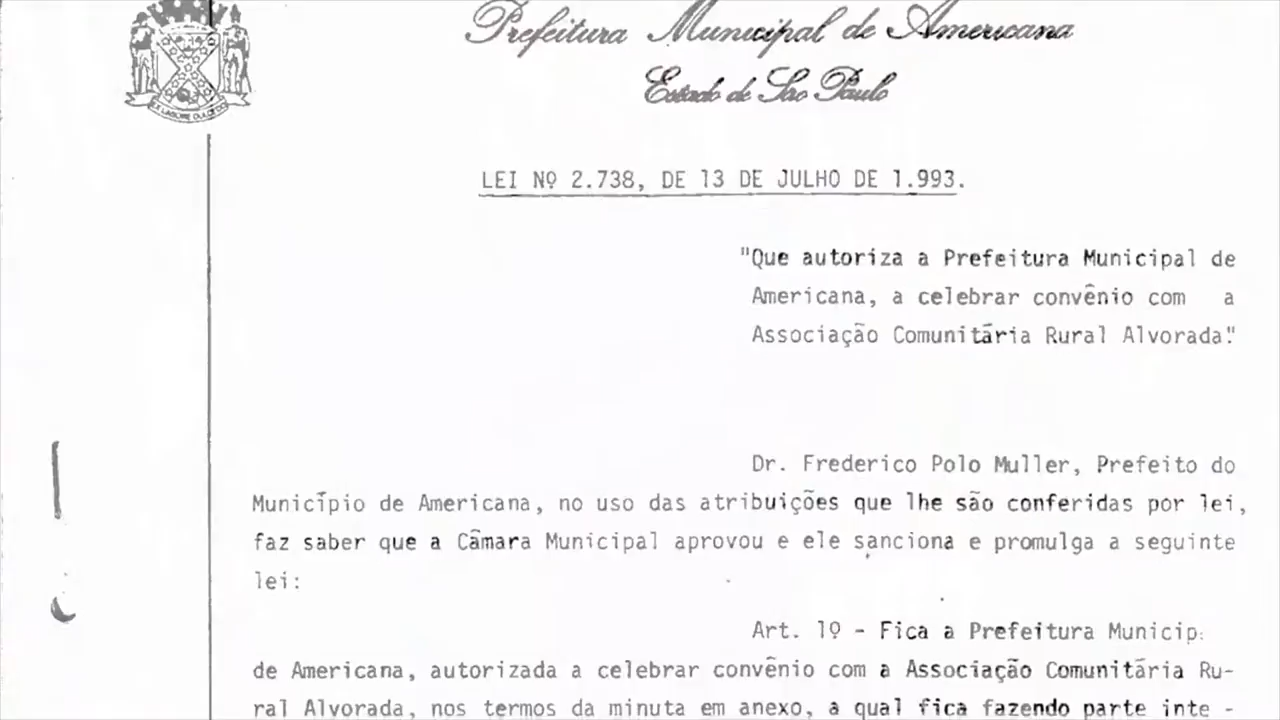 Prefeitura Municipal de Americana
Estado de São Paulo
EX LABORE DULCEDO
LEI Nº 2.738, DE 13 DE JULHO DE 1.993.
"Que autoriza a Prefeitura Municipal de
Americana, a celebrar convênio com a
Associação Comunitária Rural Alvorada."
Dr. Frederico Polo Muller, Prefeito do
Município de Americana, no uso das atribuições que lhe são conferidas por lei,
faz saber que a Câmara Municipal aprovou e ele sanciona e promulga a seguinte
lei:
Art. 1º - Fica a Prefeitura Municip
de Americana, autorizada a celebrar convênio com a Associação Comunitária Ru-
ral Alvorada, nos termos da minuta em anexo, a qual fica fazendo parte inte -